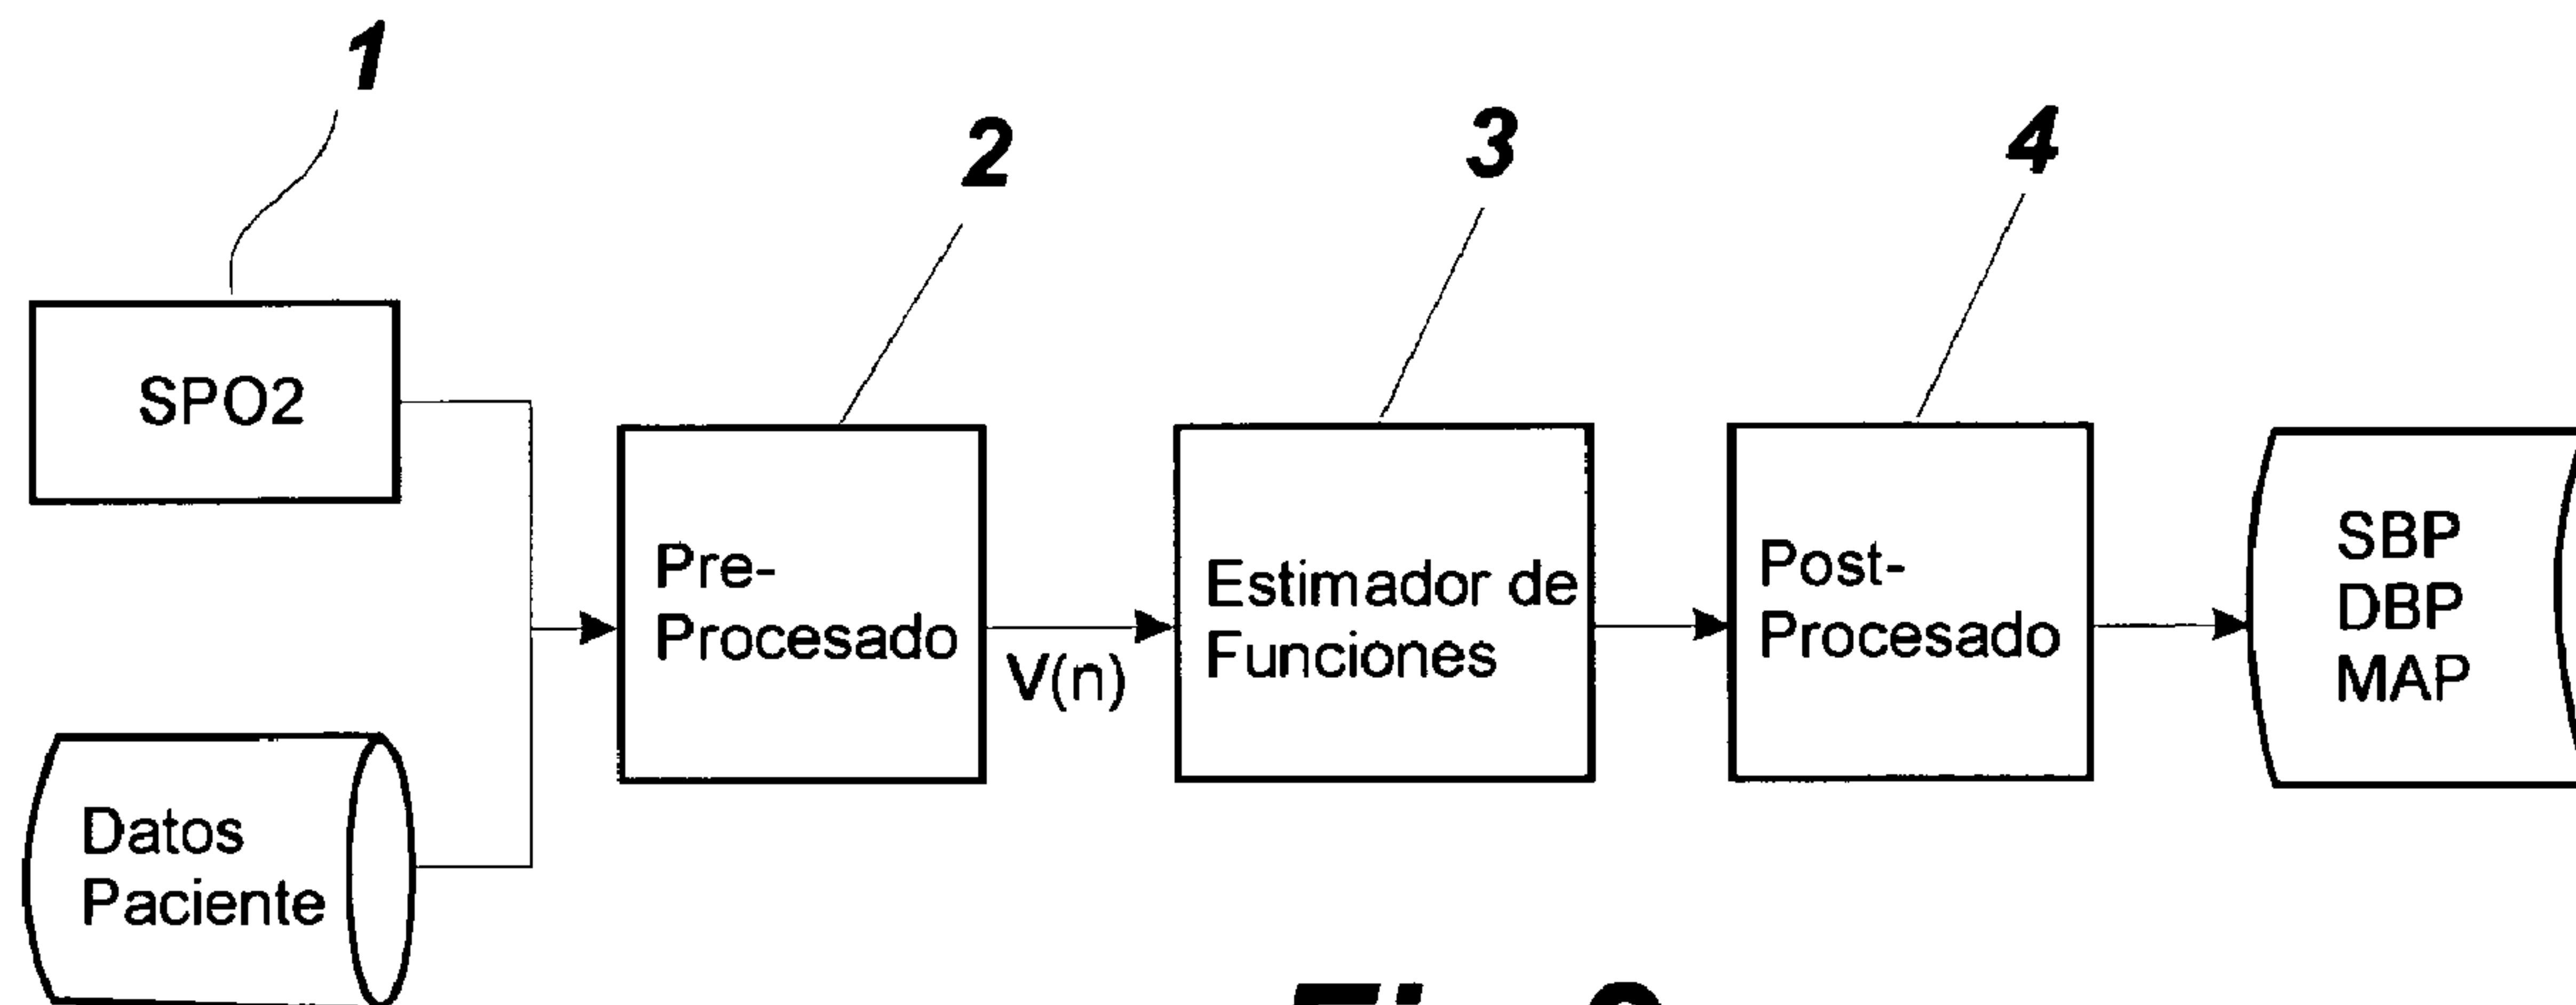 1
2
3
4
SPO2
Pre-
Procesado
V(n)
Estimador de
Funciones
Post-
Procesado
SBP
DBP
MAP
Datos
Paciente